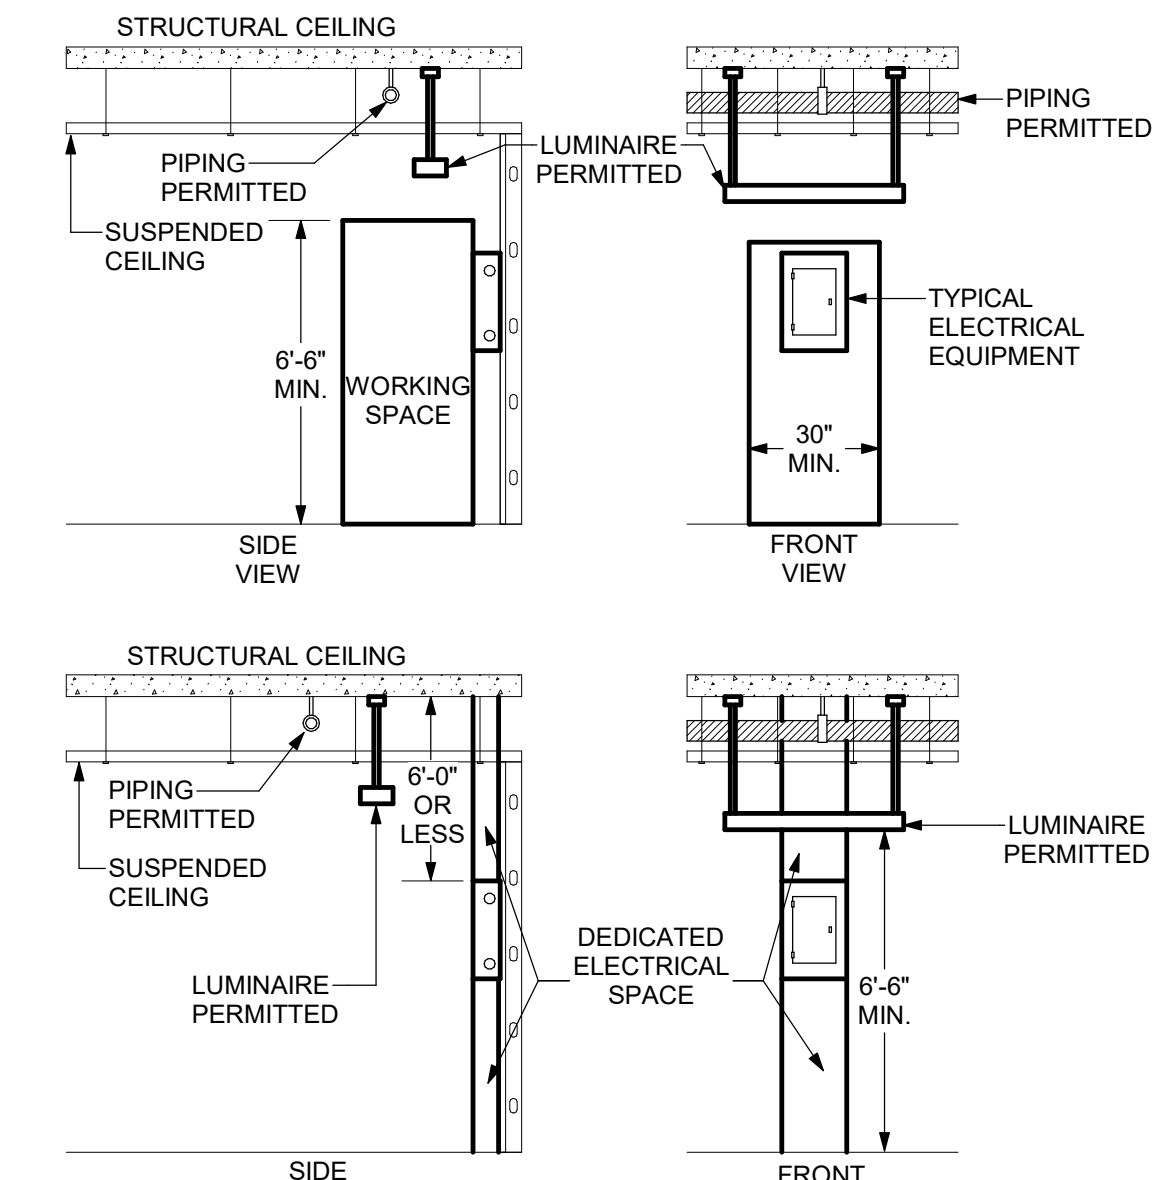 STRUCTURAL CEILING
PIPING
PERMITTED
SUSPENDED
CEILING
LUMINAIRE
PERMITTED
PIPING
PERMITTED
6'-6"
MIN.
WORKING
SPACE
TYPICAL
ELECTRICAL
EQUIPMENT
30"
MIN.
SIDE
VIEW
FRONT
VIEW
STRUCTURAL CEILING
PIPING
PERMITTED
SUSPENDED
CEILING
LUMINAIRE
PERMITTED
6'-0"
OR
LESS
DEDICATED
ELECTRICAL
SPACE
LUMINAIRE
PERMITTED
6'-6"
MIN.
SIDE
FRONT